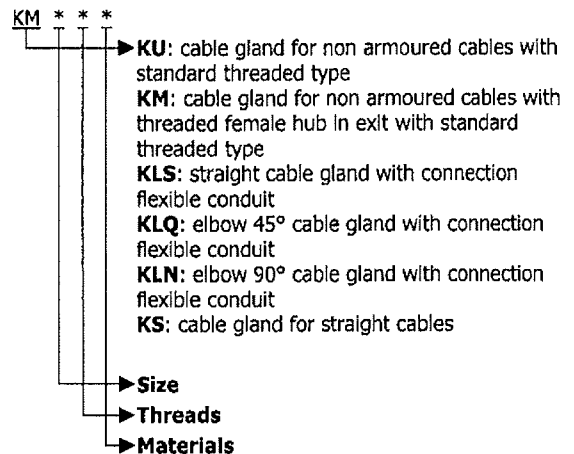 KM * * *
KU: cable gland for non armoured cables with
standard threaded type
KM: cable gland for non armoured cables with
threaded female hub in exit with standard
threaded type
KLS: straight cable gland with connection
flexible conduit
KLQ: elbow 45° cable gland with connection
flexible conduit
KLN: elbow 90° cable gland with connection
flexible conduit
KS: cable gland for straight cables
Size
Threads
Materials